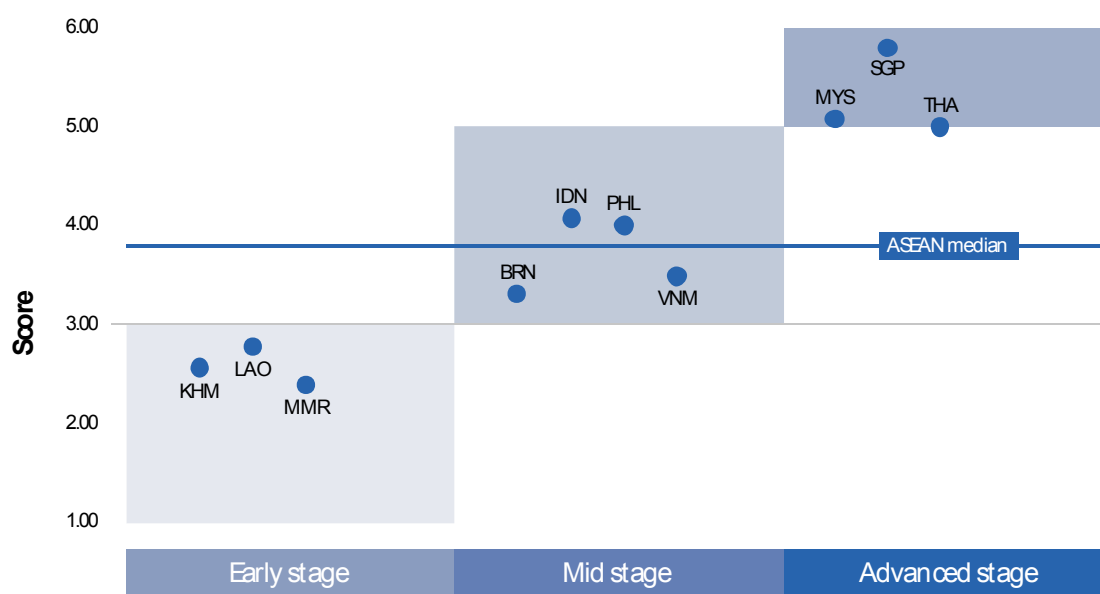 6.00
SGP
MYS
THA
5.00
IDN
PHL
4.00
ASEAN median
BRN
VNM
3.00
Score
LAO
KHM
MMR
2.00
1.00
Early stage
Mid stage
Advanced stage